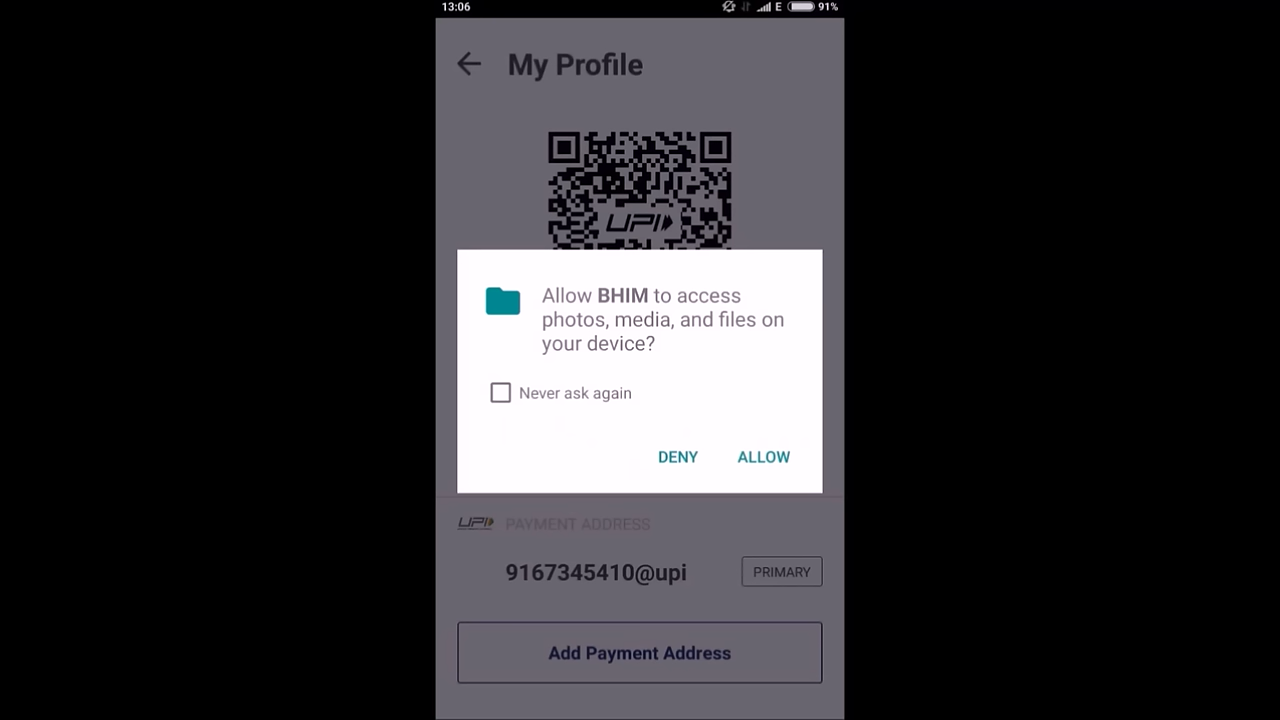 13:06 E 91%
My Profile
UPI
Allow BHIM to access
photos, media, and files on
your device?
Never ask again
DENY ALLOW
UPI PAYMENT ADDRESS
9167345410@upi PRIMARY
Add Payment Address